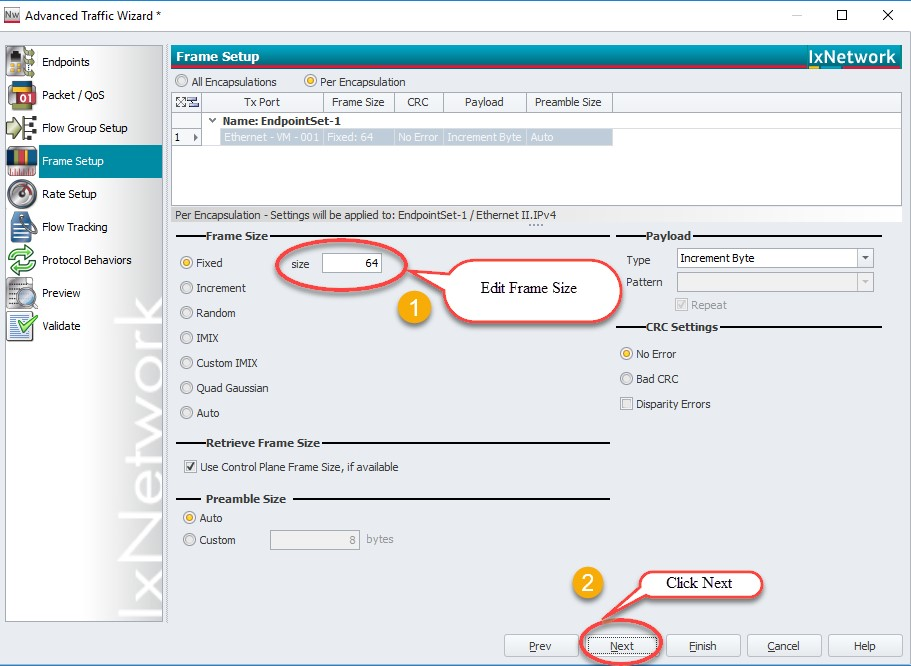 Nw Advanced Traffic Wizard *
Endpoints
Packet / QoS
Flow Group Setup
Frame Setup
Rate Setup
Flow Tracking
Protocol Behaviors
Preview
Validate
IxNetwork
Frame Setup
IxNetwork
All Encapsulations Per Encapsulation
Tx Port Frame Size CRC Payload Preamble Size
Name: EndpointSet-1
1 Ethernet - VM - 001 Fixed: 64 No Error Increment Byte Auto
Per Encapsulation - Settings will be applied to: EndpointSet-1 / Ethernet II.IPv4
Frame Size
Fixed size 64
Increment
Random
IMIX
Custom IMIX
Quad Gaussian
Auto
1 Edit Frame Size
Payload
Type Increment Byte
Pattern
Repeat
CRC Settings
No Error
Bad CRC
Disparity Errors
Retrieve Frame Size
Use Control Plane Frame Size, if available
Preamble Size
Auto
Custom 8 bytes
2 Click Next
Prev Next Finish Cancel Help